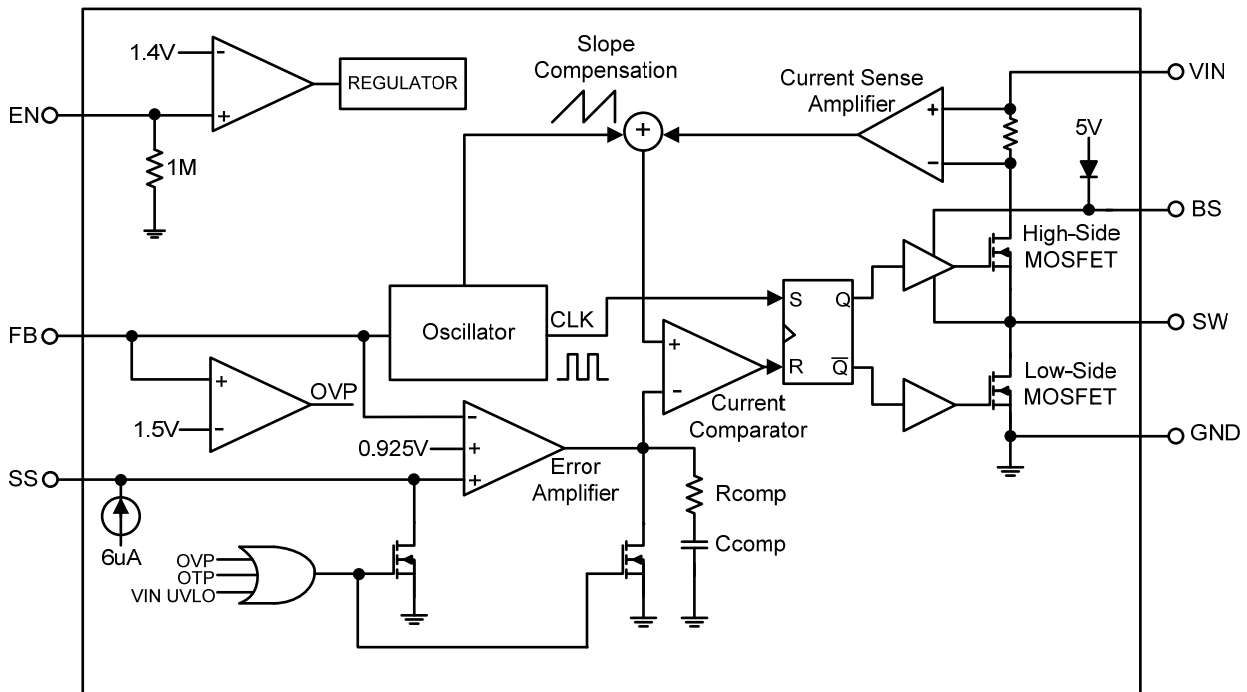 Slope
Compensation
Current Sense
Amplifier
VIN
1.4V
-
REGULATOR
+
EN
+
+
-
5V
1M
BS
High-Side
MOSFET
S
Q
Oscillator
CLK
FB
SW
+
R
Q
+
OVP
-
Low-Side
MOSFET
Current
Comparator
1.5V
-
-
GND
0.925V
+
SS
+
Error
Amplifier
Rcomp
Ccomp
6uA
OVP
OTP
VIN UVLO